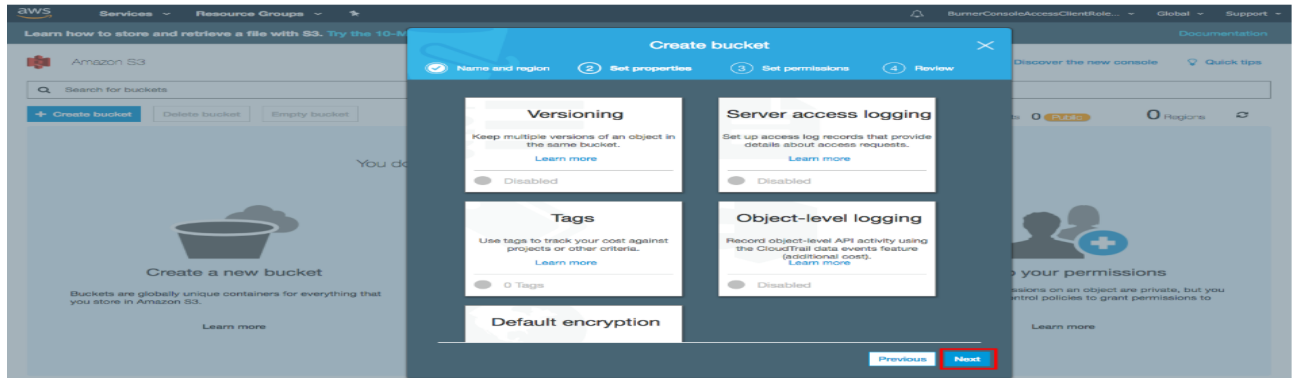 aws Services Resource Groups BurnerConsoleAccessClientRole... Global Support
Learn how to store and retrieve a file with S3. Try the 10-M
Documentation
Create bucket
Amazon S3
Name and region 2 Set properties 3 Set permissions 4 Review
Discover the new console Quick tips
Search for buckets
+ Create bucket Delete bucket Empty bucket
0 Public 0 Regions
You do
Versioning
Keep multiple versions of an object in
the same bucket.
Learn more
Disabled
Server access logging
Set up access log records that provide
details about access requests.
Learn more
Disabled
Tags
Use tags to track your cost against
projects or other criteria.
Learn more
0 Tags
Object-level logging
Record object-level API activity using
the CloudTrail data events feature
(additional cost).
Learn more
Disabled
Create a new bucket
Buckets are globally unique containers for everything that
you store in Amazon S3.
Learn more
your permissions
ssions on an object are private, but you
ntrol policies to grant permissions to
Learn more
Default encryption
Previous Next